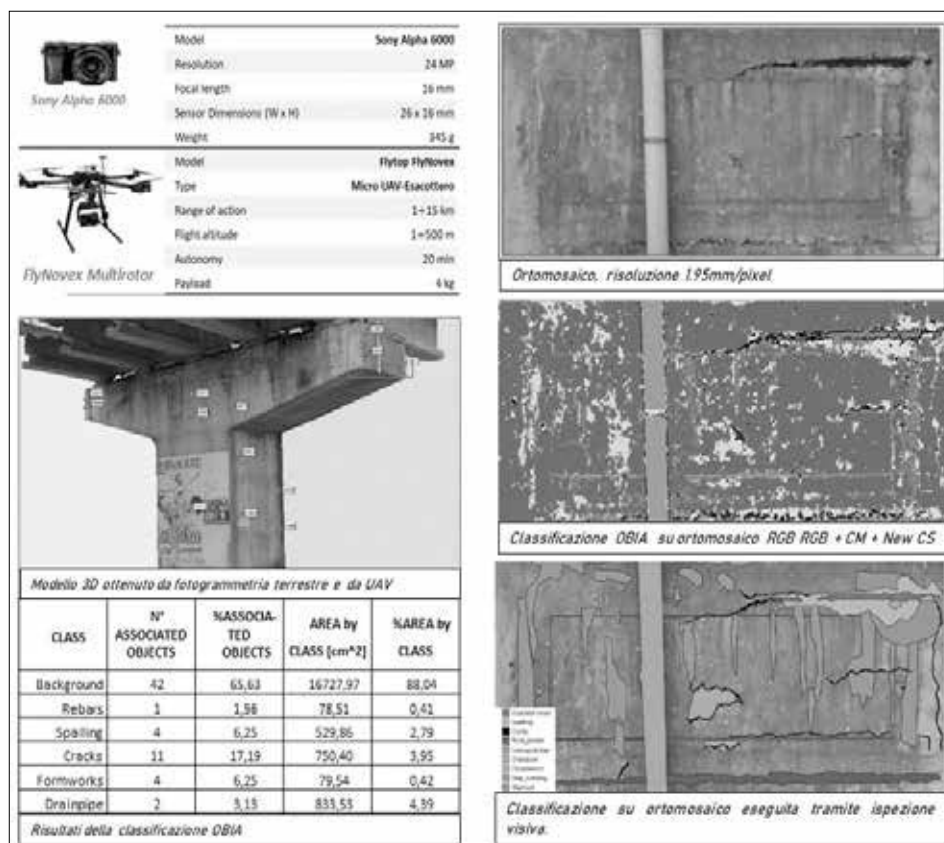 Sony Alpha 6000
Model Sony Alpha 6000
Resolution 24 MP
Focal length 16 mm
Sensor Dimensions (W x H) 26 x 16 mm
Weight 345 g
FlyNovex Multirotor
Model Flytop FlyNovex
Type Micro UAV-Esacottero
Range of action 1÷15 km
Flight altitude 1÷500 m
Autonomy 20 min
Payload 4 kg
Modello 3D ottenuto da fotogrammetria terrestre e da UAV
CLASS N° ASSOCIATED OBJECTS %ASSOCIA-TED OBJECTS AREA by CLASS [cm^2] %AREA by CLASS
Background 42 65,63 16727,97 88,04
Rebars 1 1,56 78,51 0,41
Spalling 4 6,25 529,86 2,79
Cracks 11 17,19 750,40 3,95
Formworks 4 6,25 79,54 0,42
Drainpipe 2 3,13 833,53 4,39
Risultati della classificazione OBIA
Ortomosaico, risoluzione 1.95mm/pixel
Classificazione OBIA su ortomosaico RGB RGB + CM + New CS
Classificazione su ortomosaico eseguita tramite ispezione
visiva.